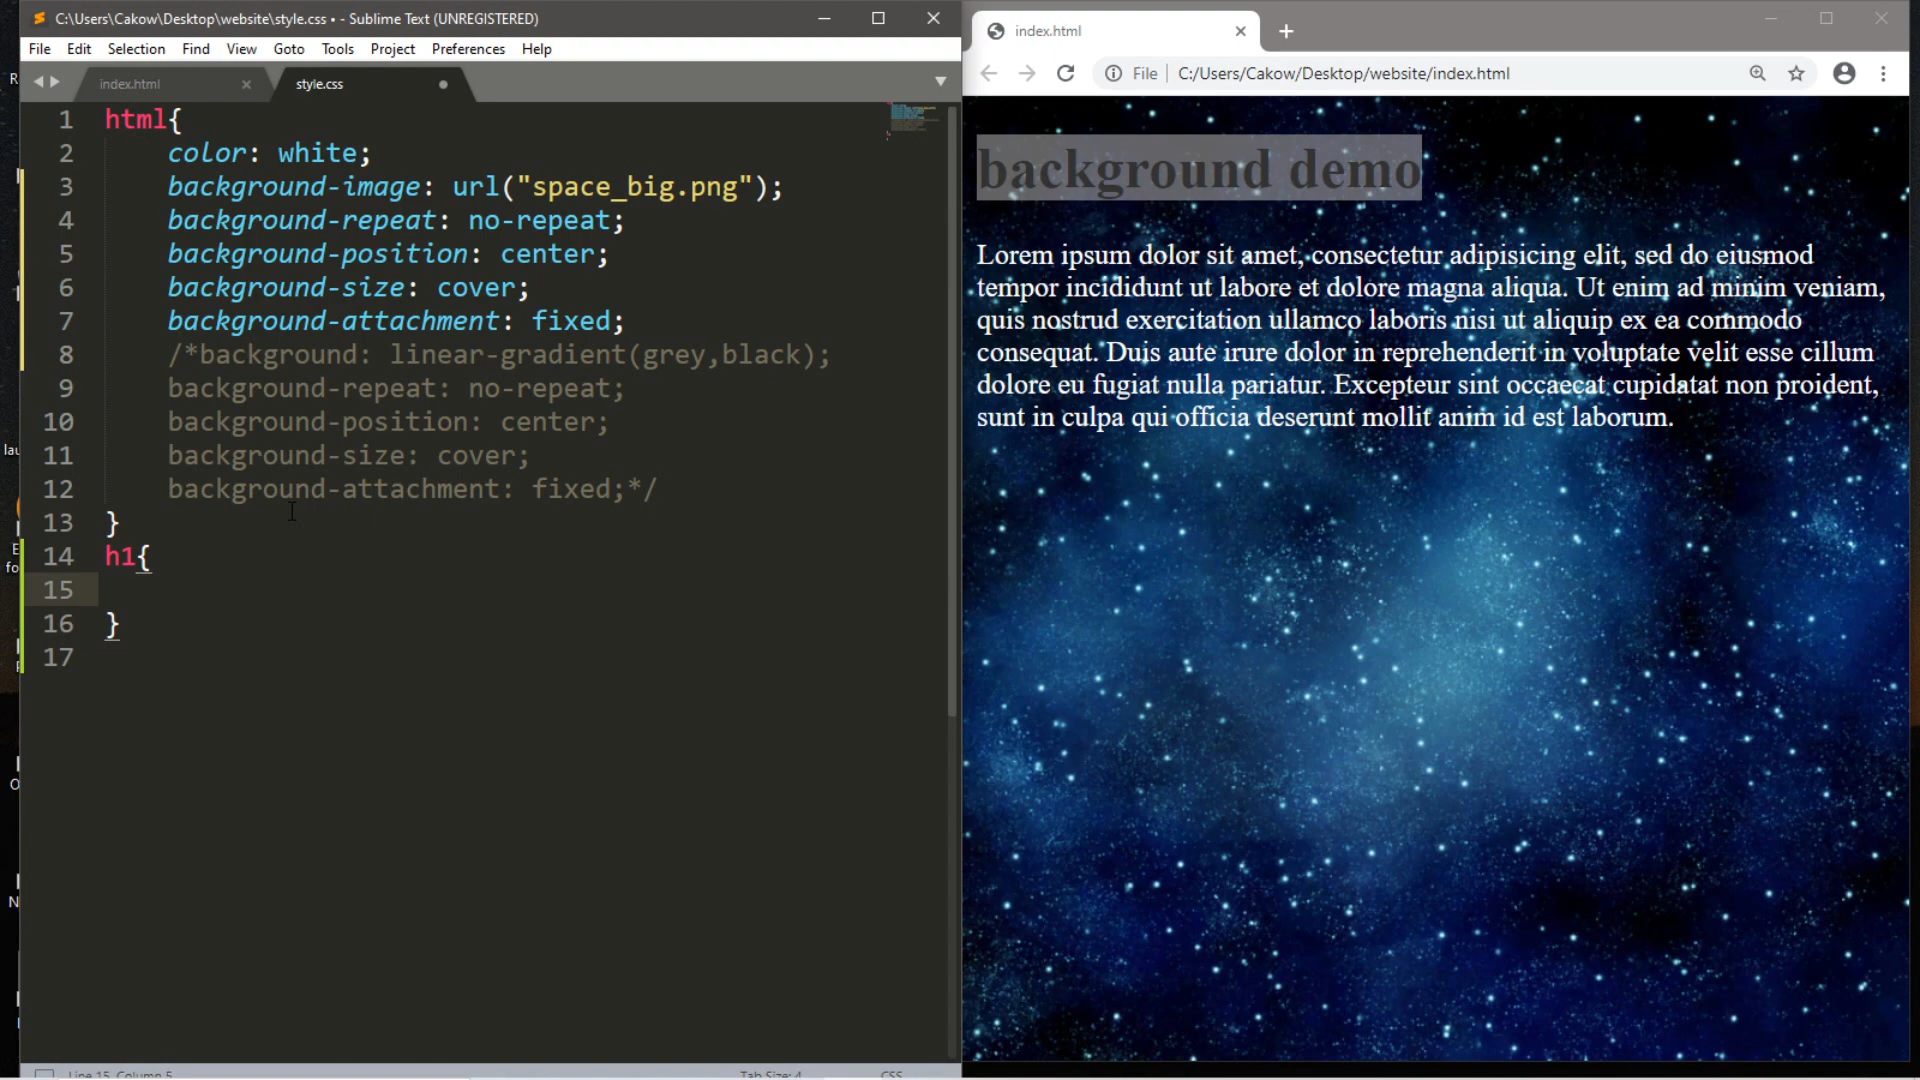 C:\Users\Cakow\Desktop\website\style.css • - Sublime Text (UNREGISTERED)
File Edit Selection Find View Goto Tools Project Preferences Help
index.html
style.css
1 html{
2 color: white;
3 background-image: url("space_big.png");
4 background-repeat: no-repeat;
5 background-position: center;
6 background-size: cover;
7 background-attachment: fixed;
8 /*background: linear-gradient(grey,black);
9 background-repeat: no-repeat;
10 background-position: center;
11 background-size: cover;
12 background-attachment: fixed;*/
13 }
14 h1{
15
16 }
17
Line 15, Column 5
Tab Size: 4
CSS
index.html
File
C:/Users/Cakow/Desktop/website/index.html
background demo
Lorem ipsum dolor sit amet, consectetur adipisicing elit, sed do eiusmod
tempor incididunt ut labore et dolore magna aliqua. Ut enim ad minim veniam,
quis nostrud exercitation ullamco laboris nisi ut aliquip ex ea commodo
consequat. Duis aute irure dolor in reprehenderit in voluptate velit esse cillum
dolore eu fugiat nulla pariatur. Excepteur sint occaecat cupidatat non proident,
sunt in culpa qui officia deserunt mollit anim id est laborum.